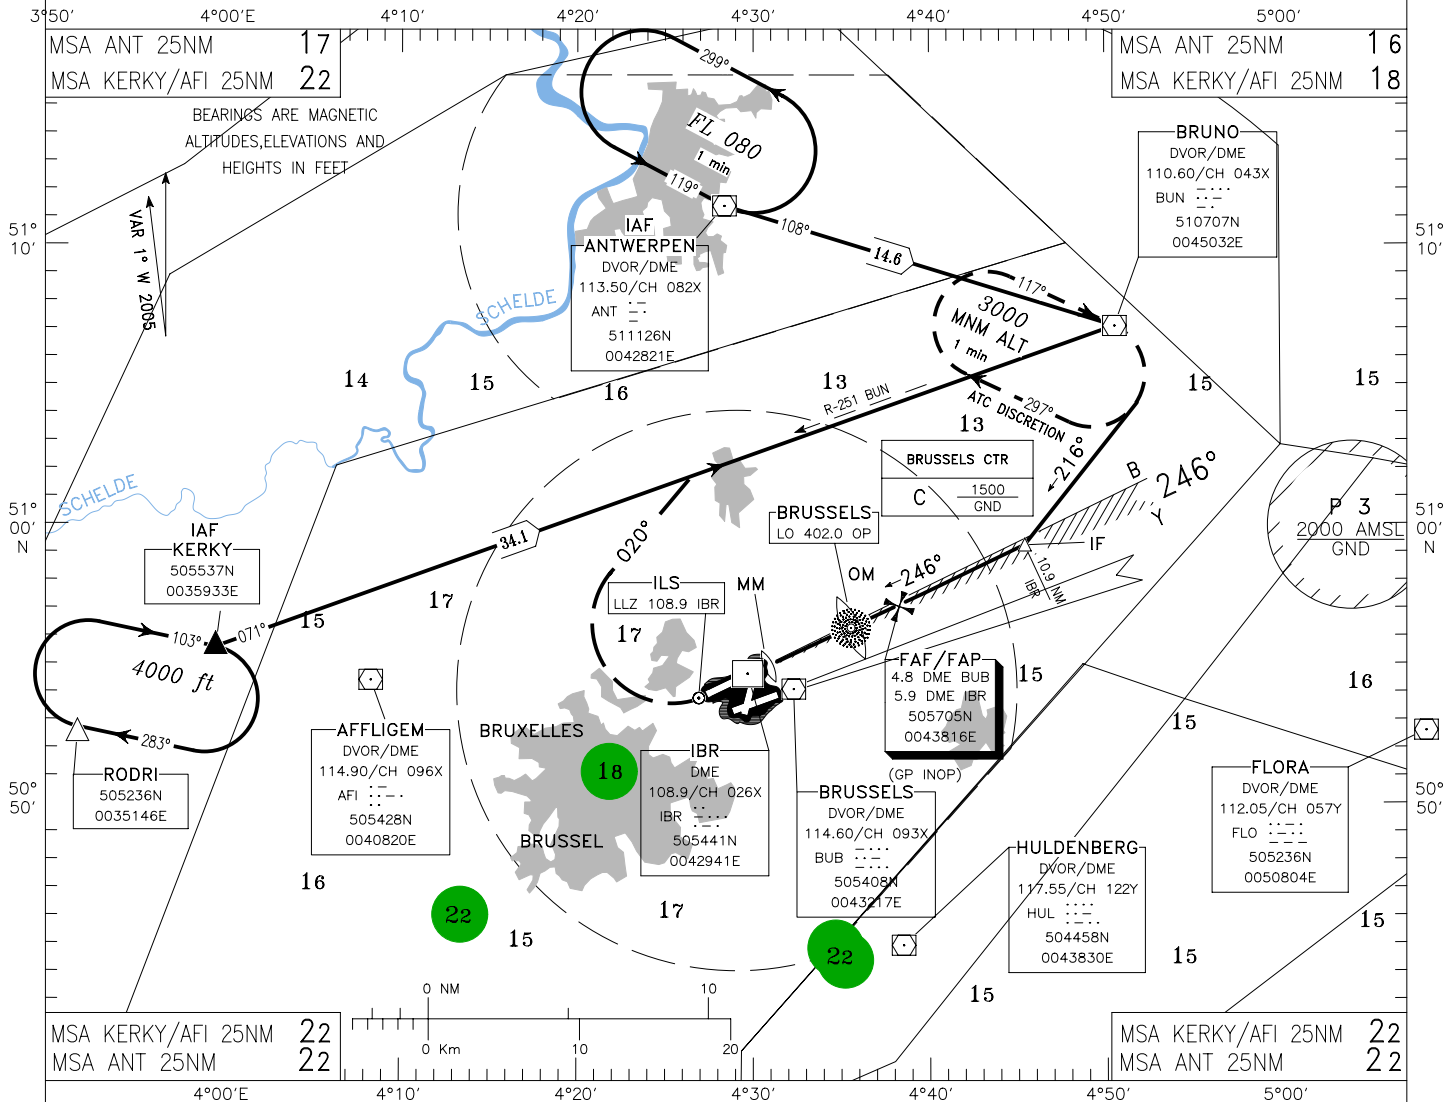 3°50' 4°00'E 4°10' 4°20' 4°30' 4°40' 4°50' 5°00'
MSA ANT 25NM 17
MSA KERKY/AFI 25NM 22
MSA ANT 25NM 16
MSA KERKY/AFI 25NM 18
BEARINGS ARE MAGNETIC
ALTITUDES,ELEVATIONS AND
HEIGHTS IN FEET
VAR 1° W 2005
299°
FL 080
1 min
119°
108°
14.6
BRUNO
DVOR/DME
110.60/CH 043X
BUN
510707N
0045032E
51°
10'
51°
10'
IAF
ANTWERPEN
DVOR/DME
113.50/CH 082X
ANT
511126N
0042821E
SCHELDE
117°
3000
MNM ALT
1 min
297°
ATC DISCRETION
14
15
16
13
15
15
R-251 BUN
13
216°
BRUSSELS CTR
C 1500
GND
B
246°
Y
P 3
2000 AMSL
GND
SCHELDE
51°
00'
N
51°
00'
N
IAF
KERKY
505537N
0035933E
34.1
020°
BRUSSELS
LO 402.0 OP
IF
10.9 NM
IBR
OM
246°
MM
ILS
LLZ 108.9 IBR
17
15
17
103°
071°
4000 ft
283°
RODRI
505236N
0035146E
AFFLIGEM
DVOR/DME
114.90/CH 096X
AFI
505428N
0040820E
FAF/FAP
4.8 DME BUB
5.9 DME IBR
505705N
0043816E
(GP INOP)
15
16
15
BRUXELLES
18
BRUSSEL
IBR
DME
108.9/CH 026X
IBR
505441N
0042941E
BRUSSELS
DVOR/DME
114.60/CH 093X
BUB
505408N
0043217E
FLORA
DVOR/DME
112.05/CH 057Y
FLO
505236N
0050804E
50°
50'
50°
50'
HULDENBERG
DVOR/DME
117.55/CH 122Y
HUL
504458N
0043830E
16
22
15
17
22
15
15
15
0 NM 10
0 Km 10 20
MSA KERKY/AFI 25NM 22
MSA ANT 25NM 22
MSA KERKY/AFI 25NM 22
MSA ANT 25NM 22
4°00'E 4°10' 4°20' 4°30' 4°40' 4°50' 5°00'